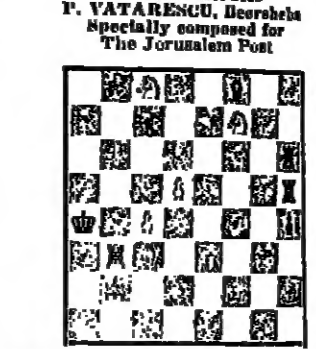 P. VATARESCU, Beersheba
Specially composed for
The Jerusalem Post